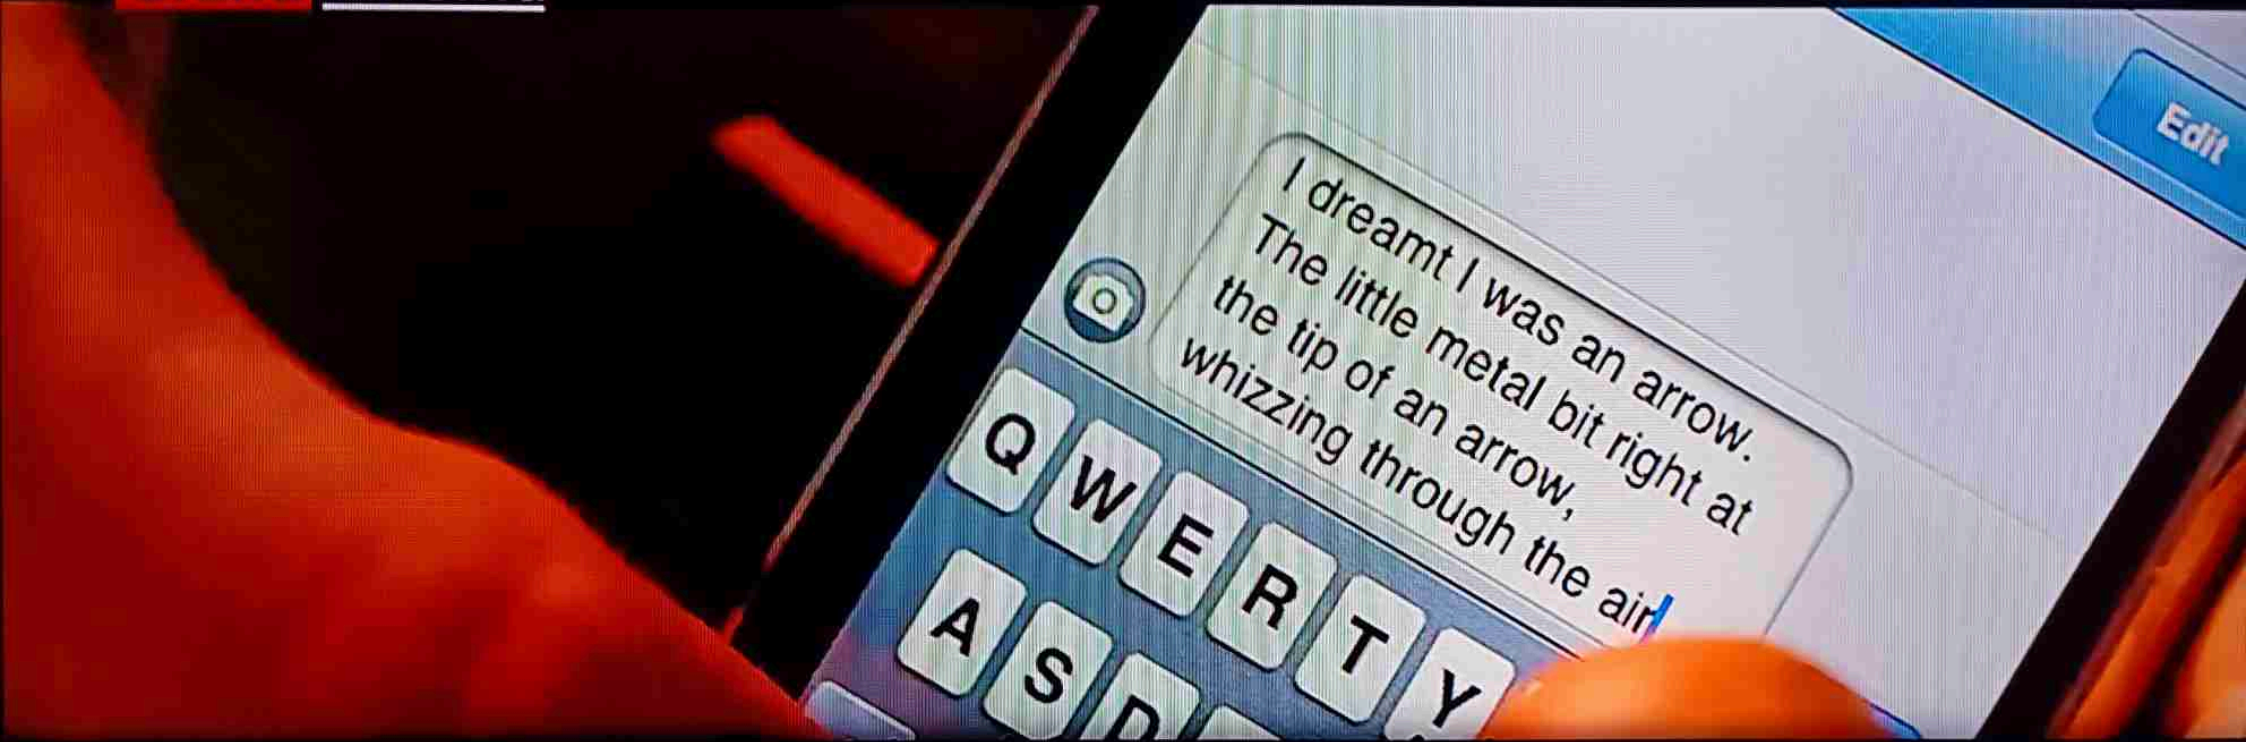 Edit
I dreamt I was an arrow.
The little metal bit right at
the tip of an arrow,
whizzing through the air
Q W E R T Y
A S D